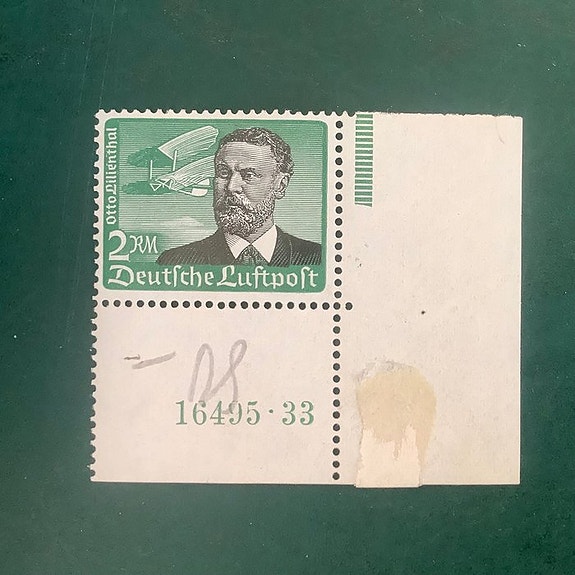 Otto Lilienthal
2 RM
Deutſche Luftpoſt
16495·33